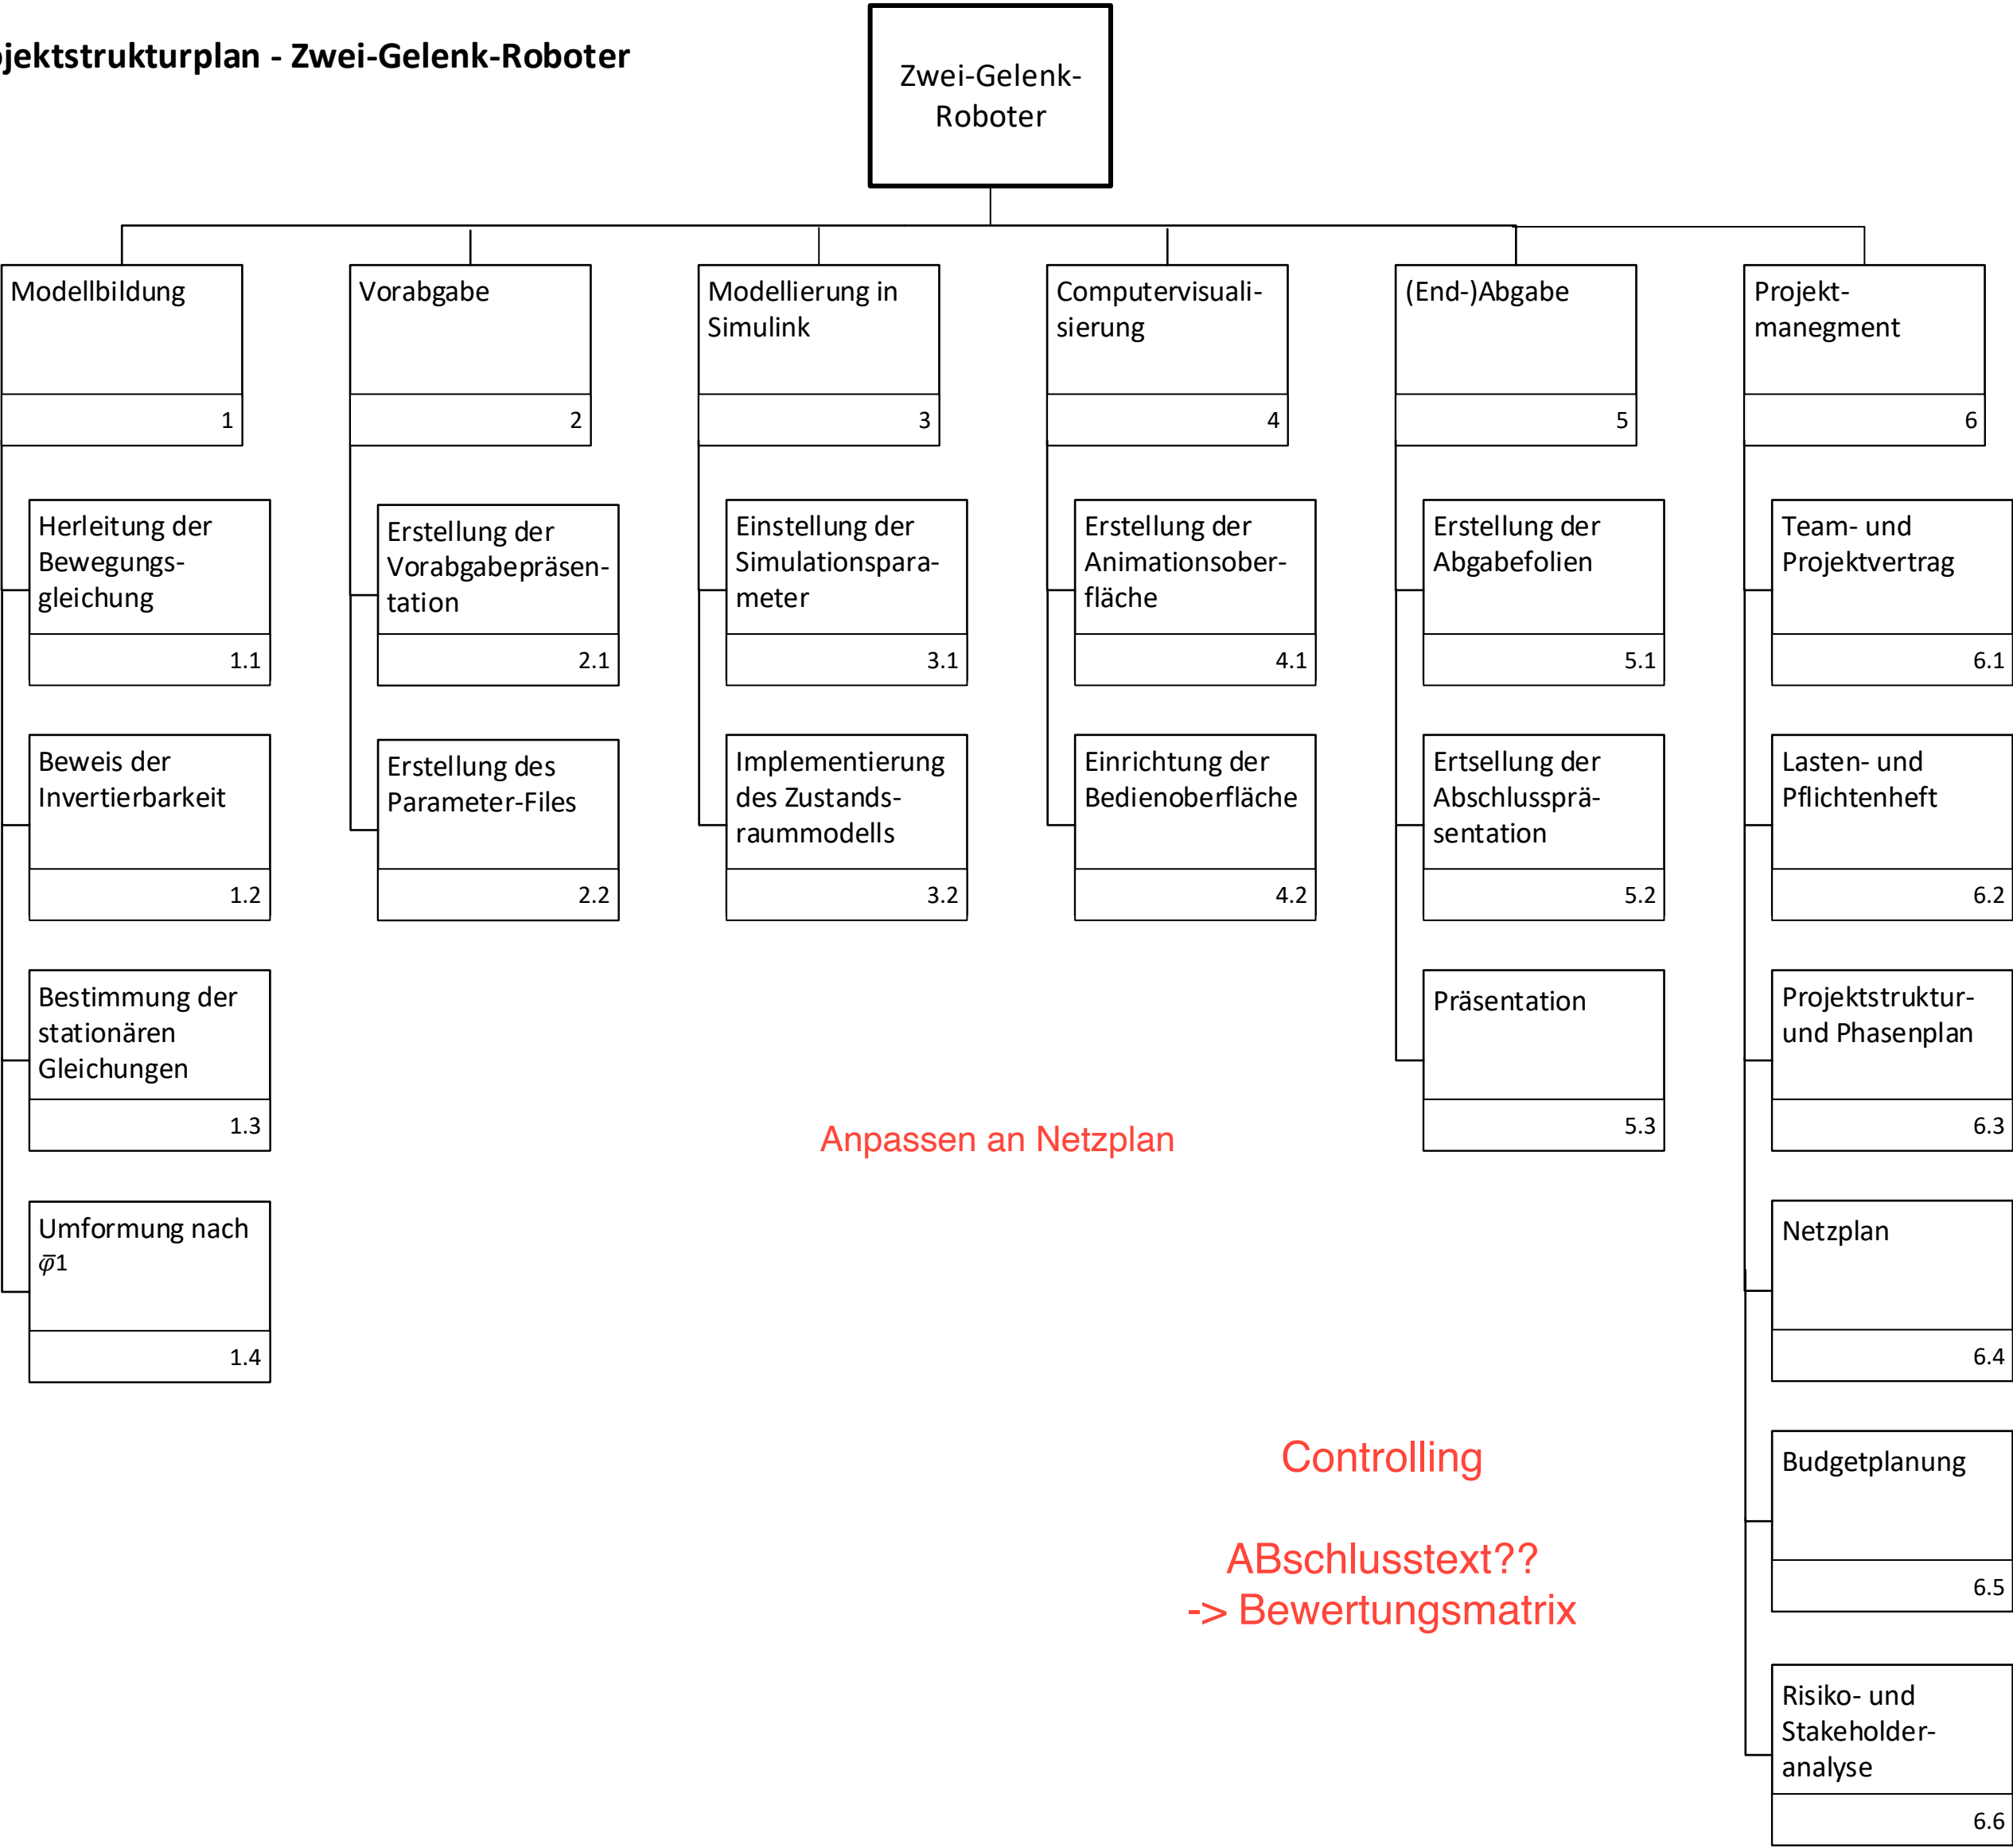 jektstrukturplan - Zwei-Gelenk-Roboter
Zwei-Gelenk-
Roboter
Modellbildung
1
Vorabgabe
2
Modellierung in
Simulink
3
Computervisuali-
sierung
4
(End-)Abgabe
5
Projekt-
manegment
6
Herleitung der
Bewegungs-
gleichung
1.1
Erstellung der
Vorabgabepräsen-
tation
2.1
Einstellung der
Simulationspara-
meter
3.1
Erstellung der
Animationsober-
fläche
4.1
Erstellung der
Abgabefolien
5.1
Team- und
Projektvertrag
6.1
Beweis der
Invertierbarkeit
1.2
Erstellung des
Parameter-Files
2.2
Implementierung
des Zustands-
raummodells
3.2
Einrichtung der
Bedienoberfläche
4.2
Ertsellung der
Abschlussprä-
sentation
5.2
Lasten- und
Pflichtenheft
6.2
Bestimmung der
stationären
Gleichungen
1.3
Präsentation
5.3
Projektstruktur-
und Phasenplan
6.3
Anpassen an Netzplan
Umformung nach
φ̅1
1.4
Netzplan
6.4
Controlling
ABschlusstext??
-> Bewertungsmatrix
Budgetplanung
6.5
Risiko- und
Stakeholder-
analyse
6.6